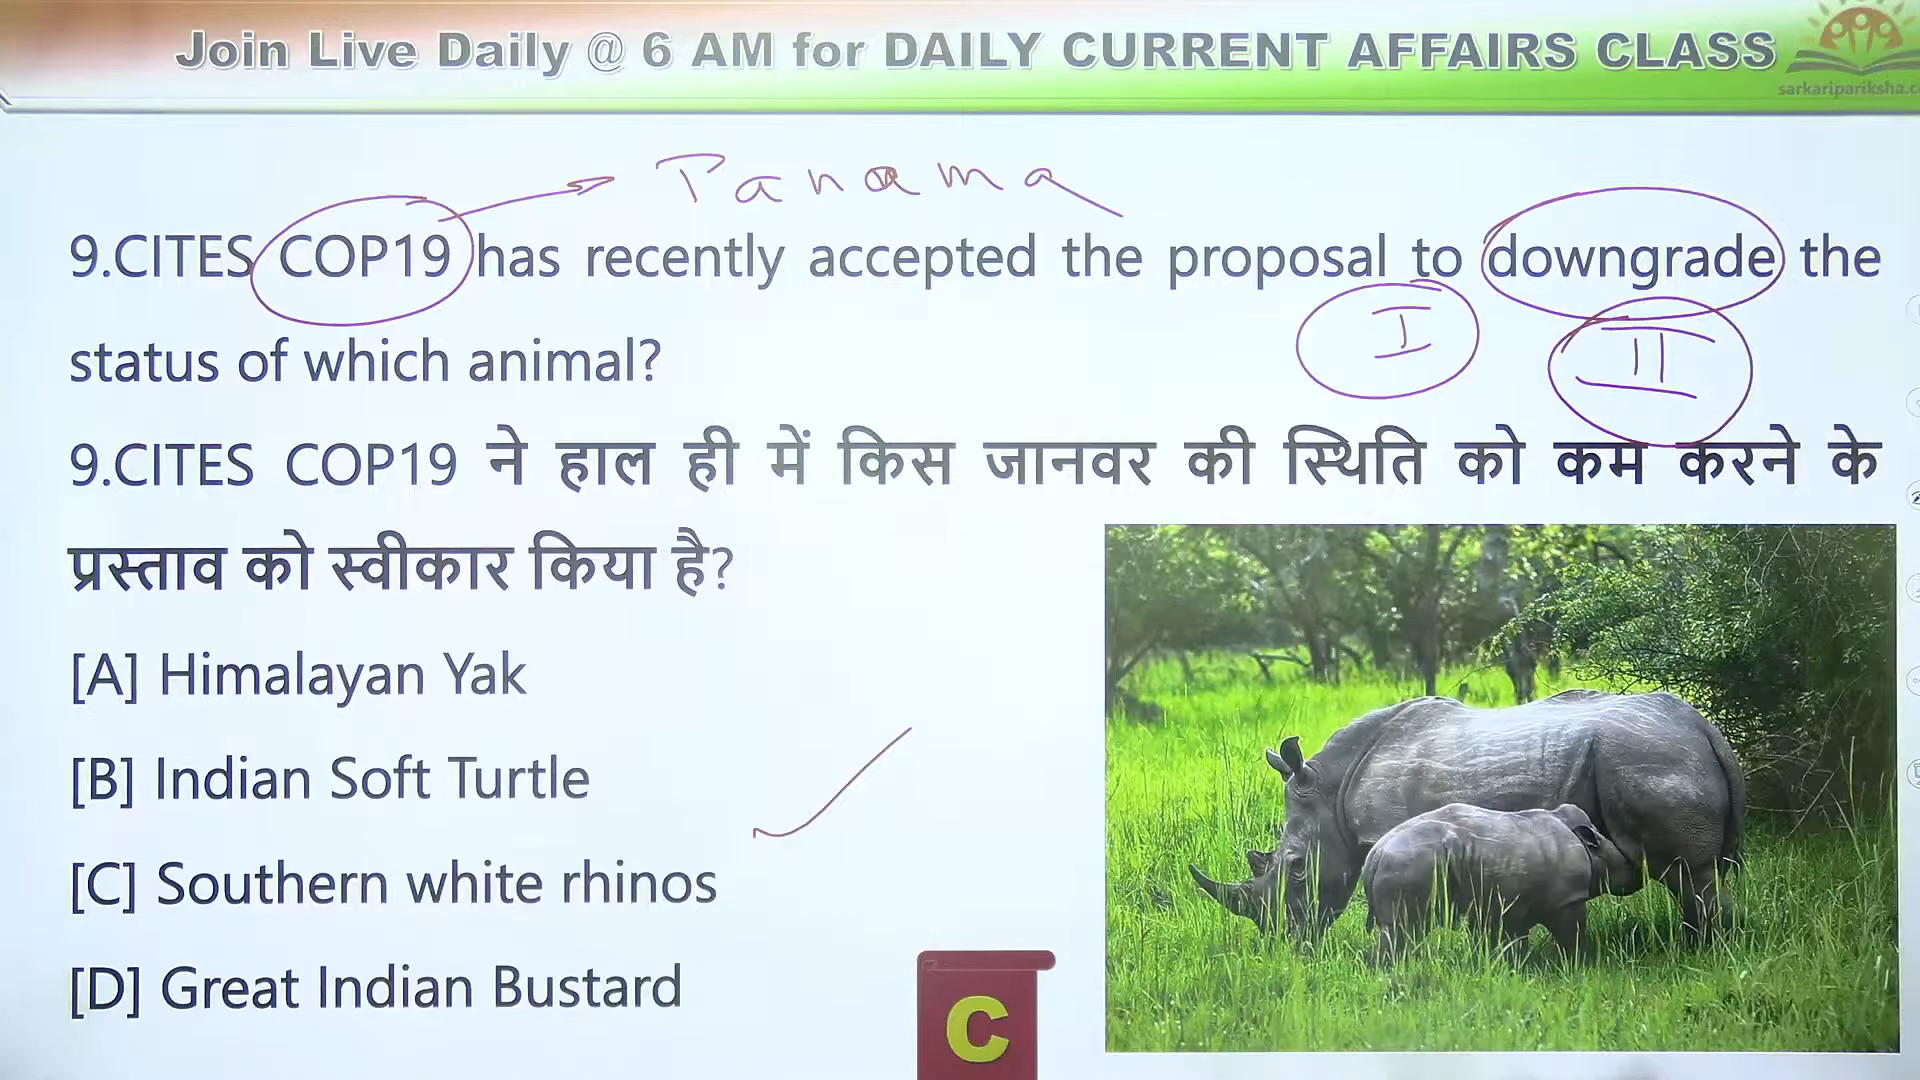 Join Live Daily @ 6 AM for DAILY CURRENT AFFAIRS CLASS
sarkaripariksha.c
Panama
9.CITES COP19 has recently accepted the proposal to downgrade the
I II
status of which animal?
9.CITES COP19 ने हाल ही में किस जानवर की स्थिति को कम करने के
प्रस्ताव को स्वीकार किया है?
[A] Himalayan Yak
[B] Indian Soft Turtle
[C] Southern white rhinos
[D] Great Indian Bustard
C